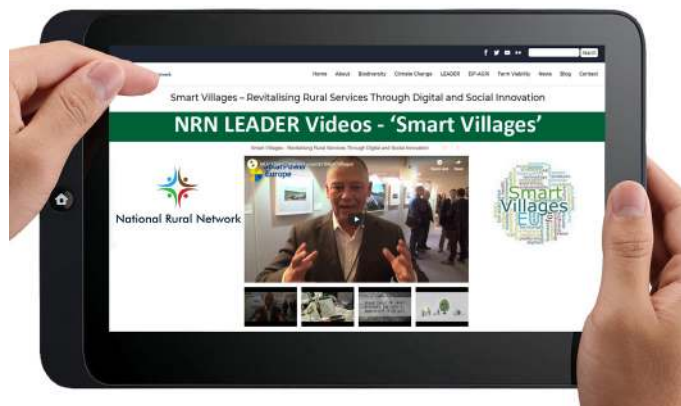 Search
Home About Biodiversity Climate Change LEADER EIP-AGRI Farm Viability News Blog Contact
Smart Villages – Revitalising Rural Services Through Digital and Social Innovation
NRN LEADER Videos - ‘Smart Villages’
Smart Villages - Revitalising Rural Services Through Digital and Social Innovation
Europe
National Rural Network
Smart
Villages
EU